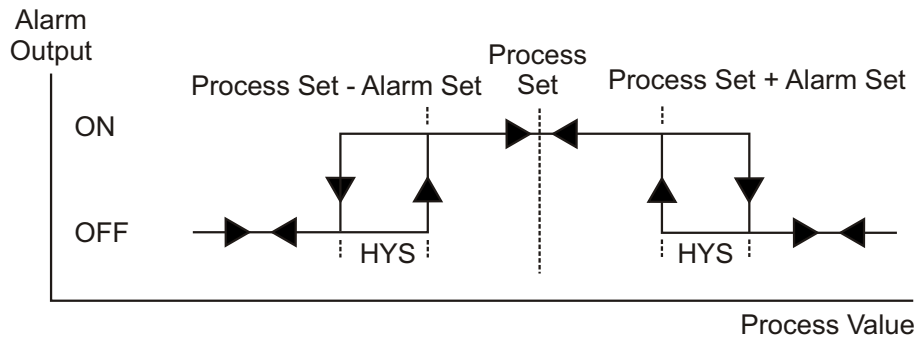 Alarm
Output
Process
Set
Process Set - Alarm Set
Process Set + Alarm Set
ON
OFF
HYS
HYS
Process Value